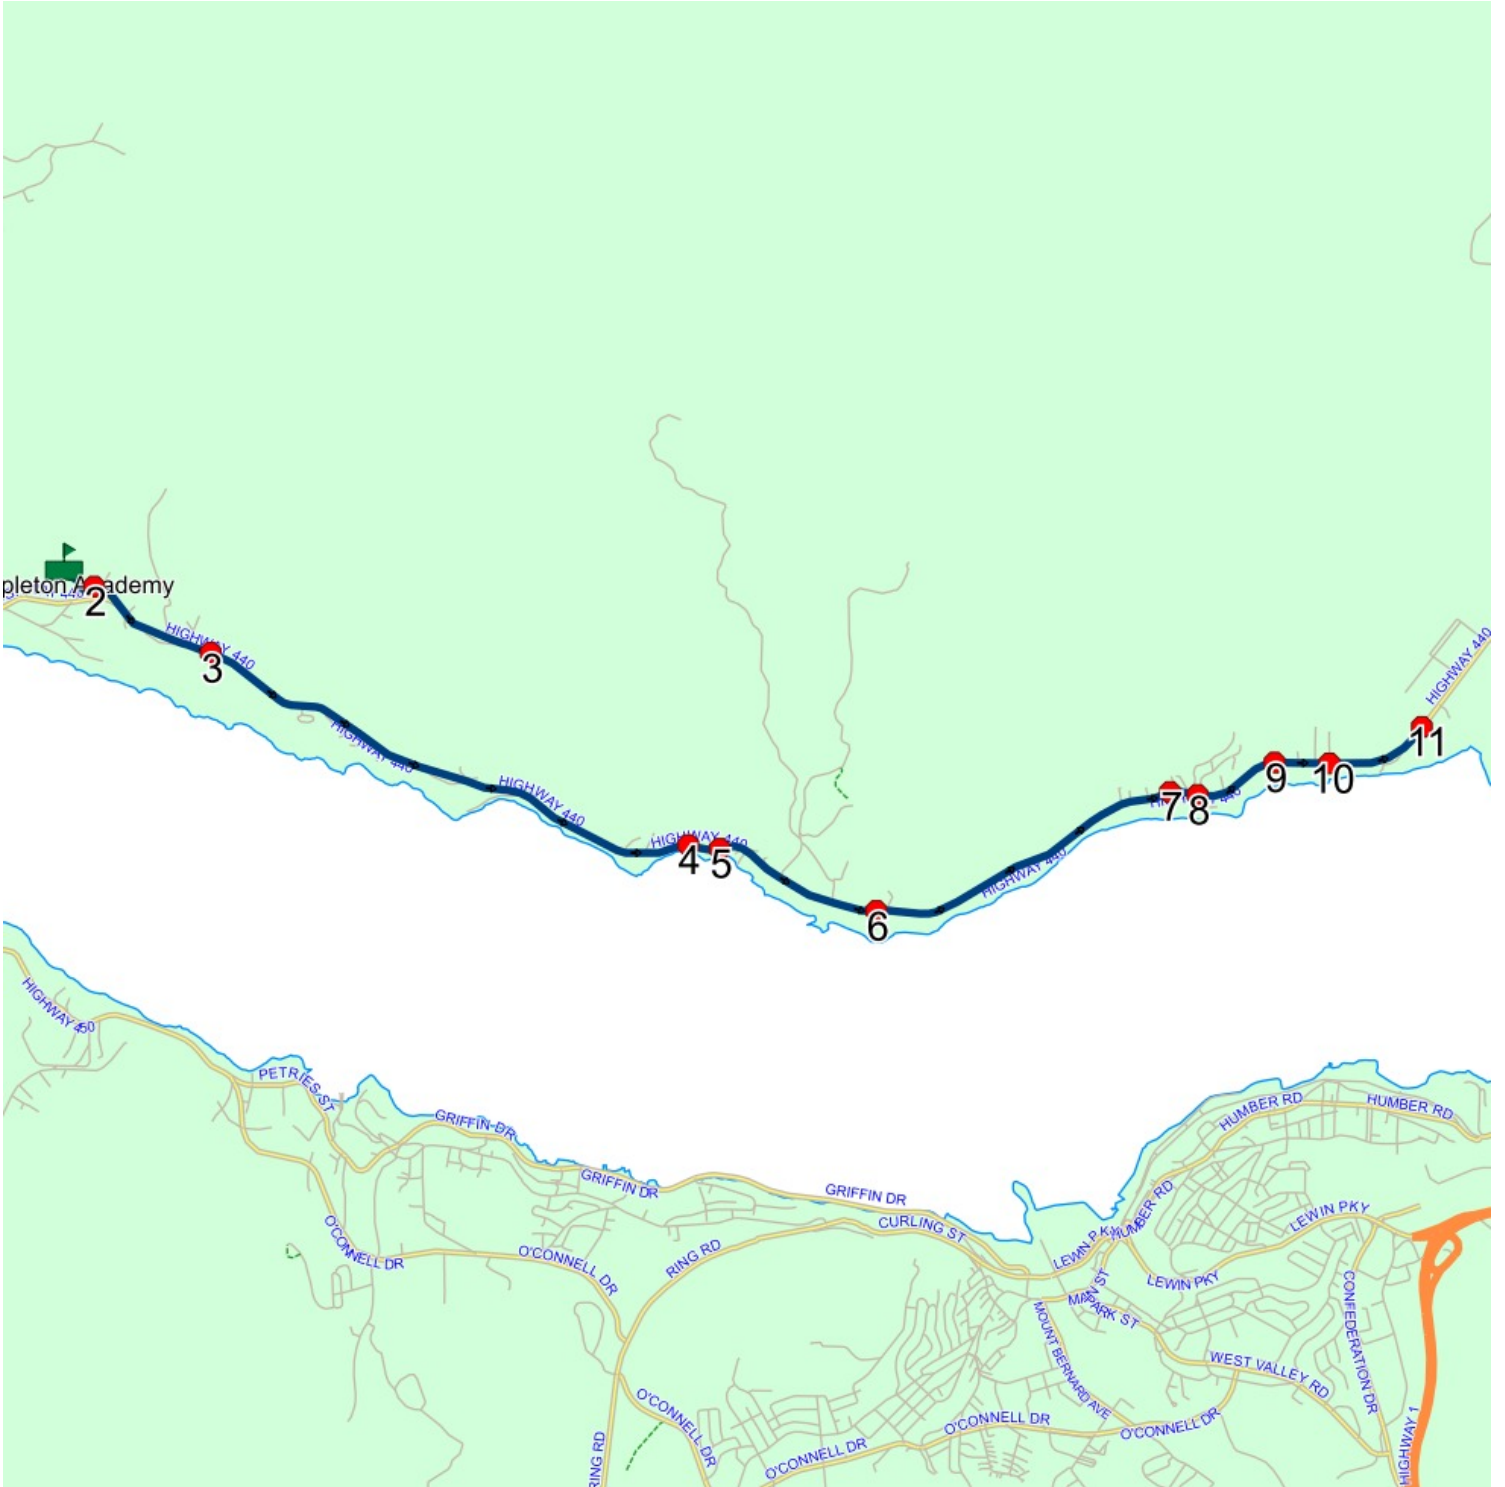 pleton Academy
2
HIGHWAY 440
3
HIGHWAY 440
HIGHWAY 440
HIGHWAY 440
4
5
6
HIGHWAY 440
7
8
9
10
11
HIGHWAY 440
HIGHWAY 450
PETRIES ST
GRIFFIN DR
GRIFFIN DR
GRIFFIN DR
CURLING ST
HUMBER RD
HUMBER RD
HUMBER RD
LEWIN PKY
LEWIN PKY
LEWIN PKY
O'CONNELL DR
O'CONNELL DR
RING RD
MAIN ST
PARK ST
MOUNT BERNARD AVE
WEST VALLEY RD
CONFEDERATION DR
O'CONNELL DR
O'CONNELL DR
O'CONNELL DR
O'CONNELL DR
RING RD
HIGHWAY 1